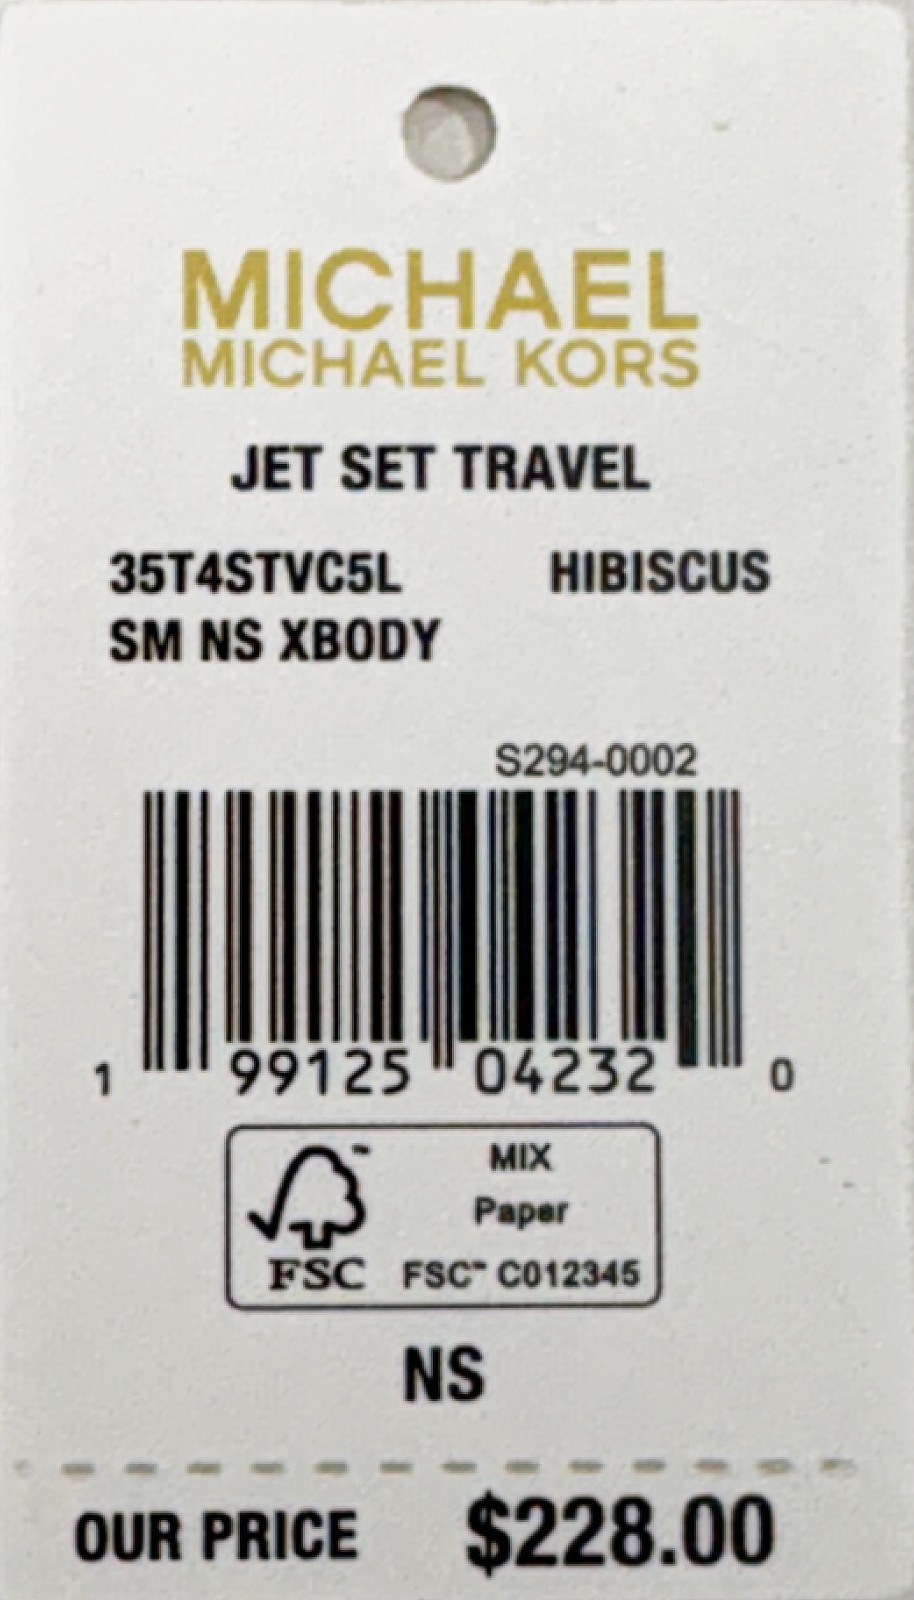 MICHAEL
MICHAEL KORS
JET SET TRAVEL
35T4STVC5L HIBISCUS
SM NS XBODY
S294-0002
1 99125 04232 0
FSC™ MIX
Paper
FSC™ C012345
NS
OUR PRICE $228.00